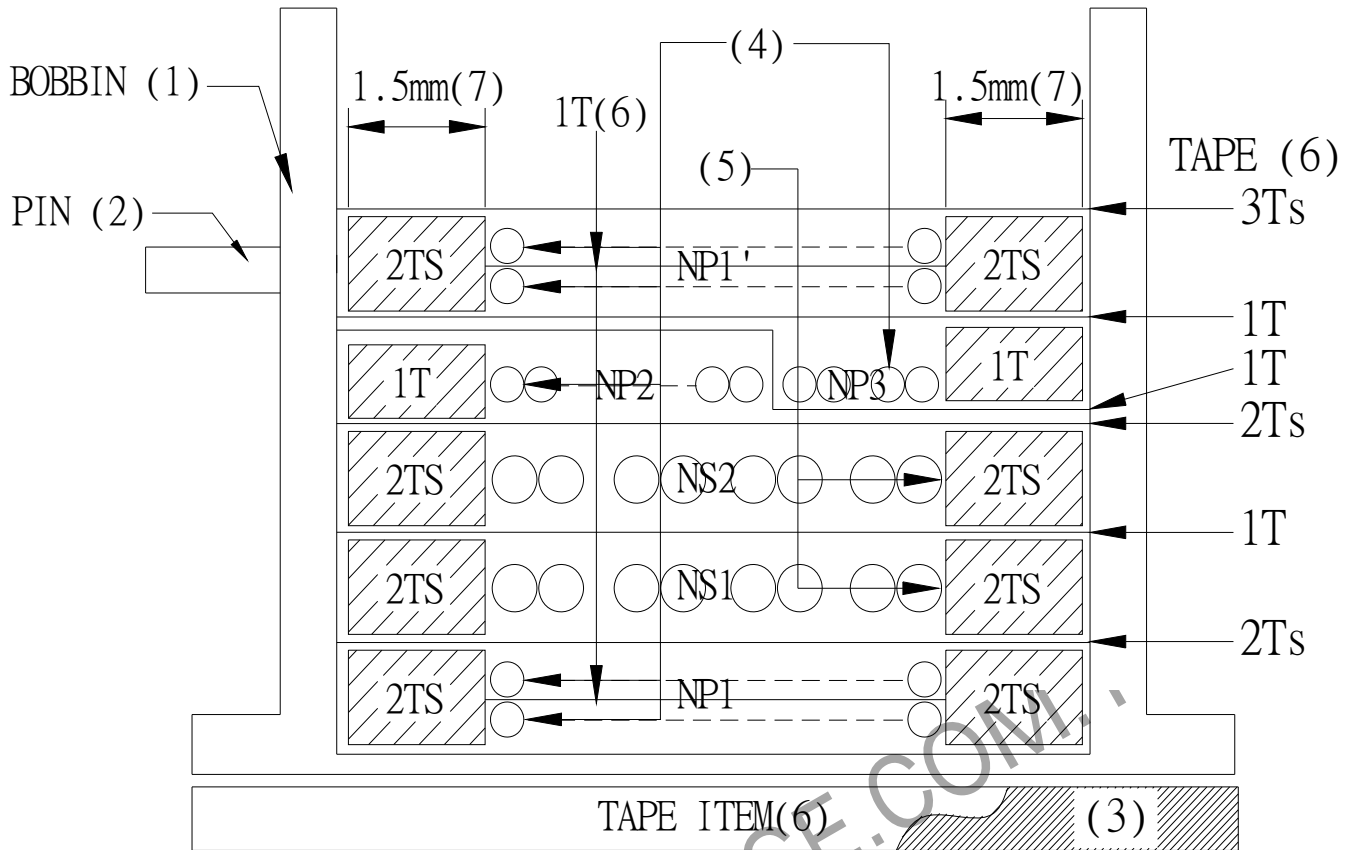 (4)
BOBBIN (1)
1.5mm(7)
1T(6)
1.5mm(7)
(5)
TAPE (6)
PIN (2)
3Ts
2TS
NP1'
2TS
1T
1T
1T
NP2
NP3
1T
2Ts
2TS
NS2
2TS
1T
2TS
NS1
2TS
2Ts
2TS
NP1
2TS
TAPE ITEM(6)
(3)